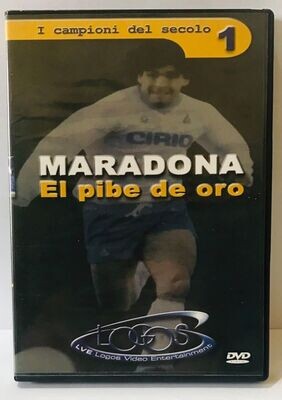 I campioni del secolo 1
CIRIO
MARADONA
El pibe de oro
LOGOS
LVE Logos Video Entertainment
DVD